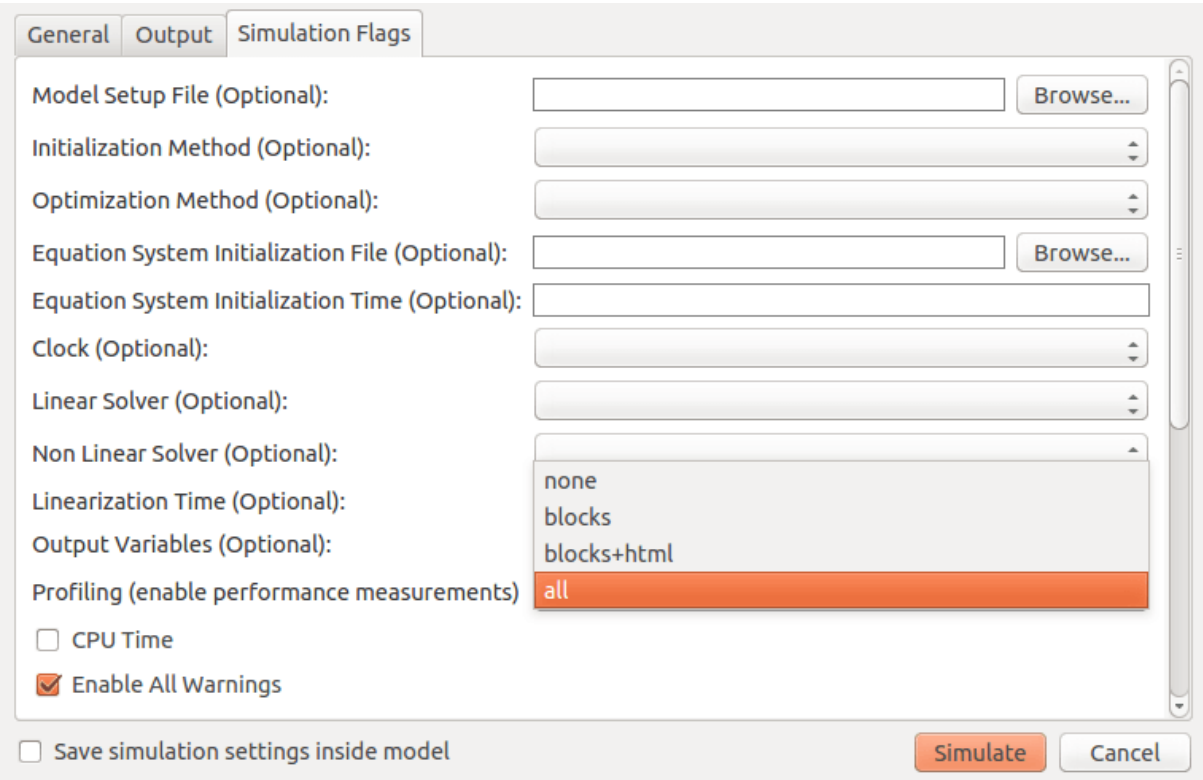 General Output Simulation Flags
Model Setup File (Optional): Browse...
Initialization Method (Optional):
Optimization Method (Optional):
Equation System Initialization File (Optional): Browse...
Equation System Initialization Time (Optional):
Clock (Optional):
Linear Solver (Optional):
Non Linear Solver (Optional):
none
Linearization Time (Optional):
blocks
Output Variables (Optional):
blocks+html
Profiling (enable performance measurements) all
CPU Time
Enable All Warnings
Save simulation settings inside model Simulate Cancel